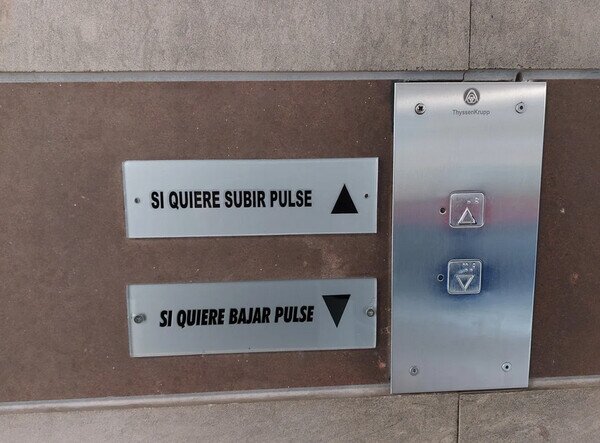 ThyssenKrupp
SI QUIERE SUBIR PULSE
SI QUIERE BAJAR PULSE